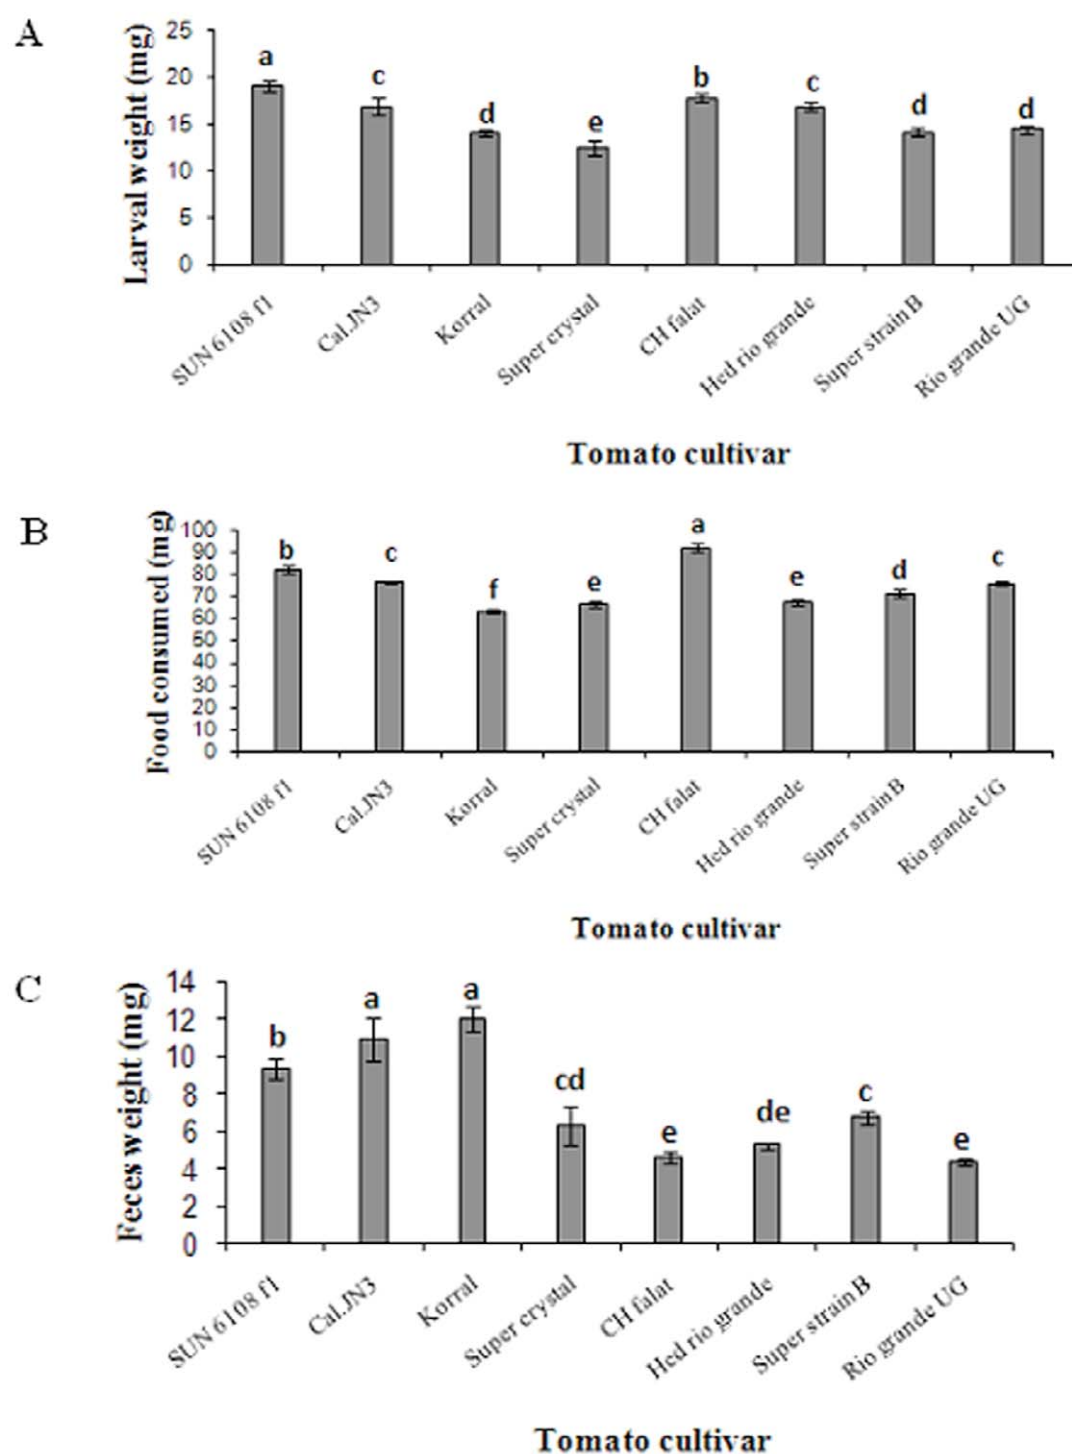 A
Larval weight (mg)
25
20
15
10
5
0
a
c
d
e
b
c
d
d
SUN 6108 f1
Cal.JN3
Korral
Super crystal
CH falat
Hed rio grande
Super strain B
Rio grande UG
Tomato cultivar
B
Food consumed (mg)
100
90
80
70
60
50
40
30
20
10
0
b
c
f
e
a
e
d
c
SUN 6108 f1
Cal.JN3
Korral
Super crystal
CH falat
Hed rio grande
Super strain B
Rio grande UG
Tomato cultivar
C
Feces weight (mg)
14
12
10
8
6
4
2
0
b
a
a
cd
e
de
c
e
SUN 6108 f1
Cal.JN3
Korral
Super crystal
CH falat
Hed rio grande
Super strain B
Rio grande UG
Tomato cultivar